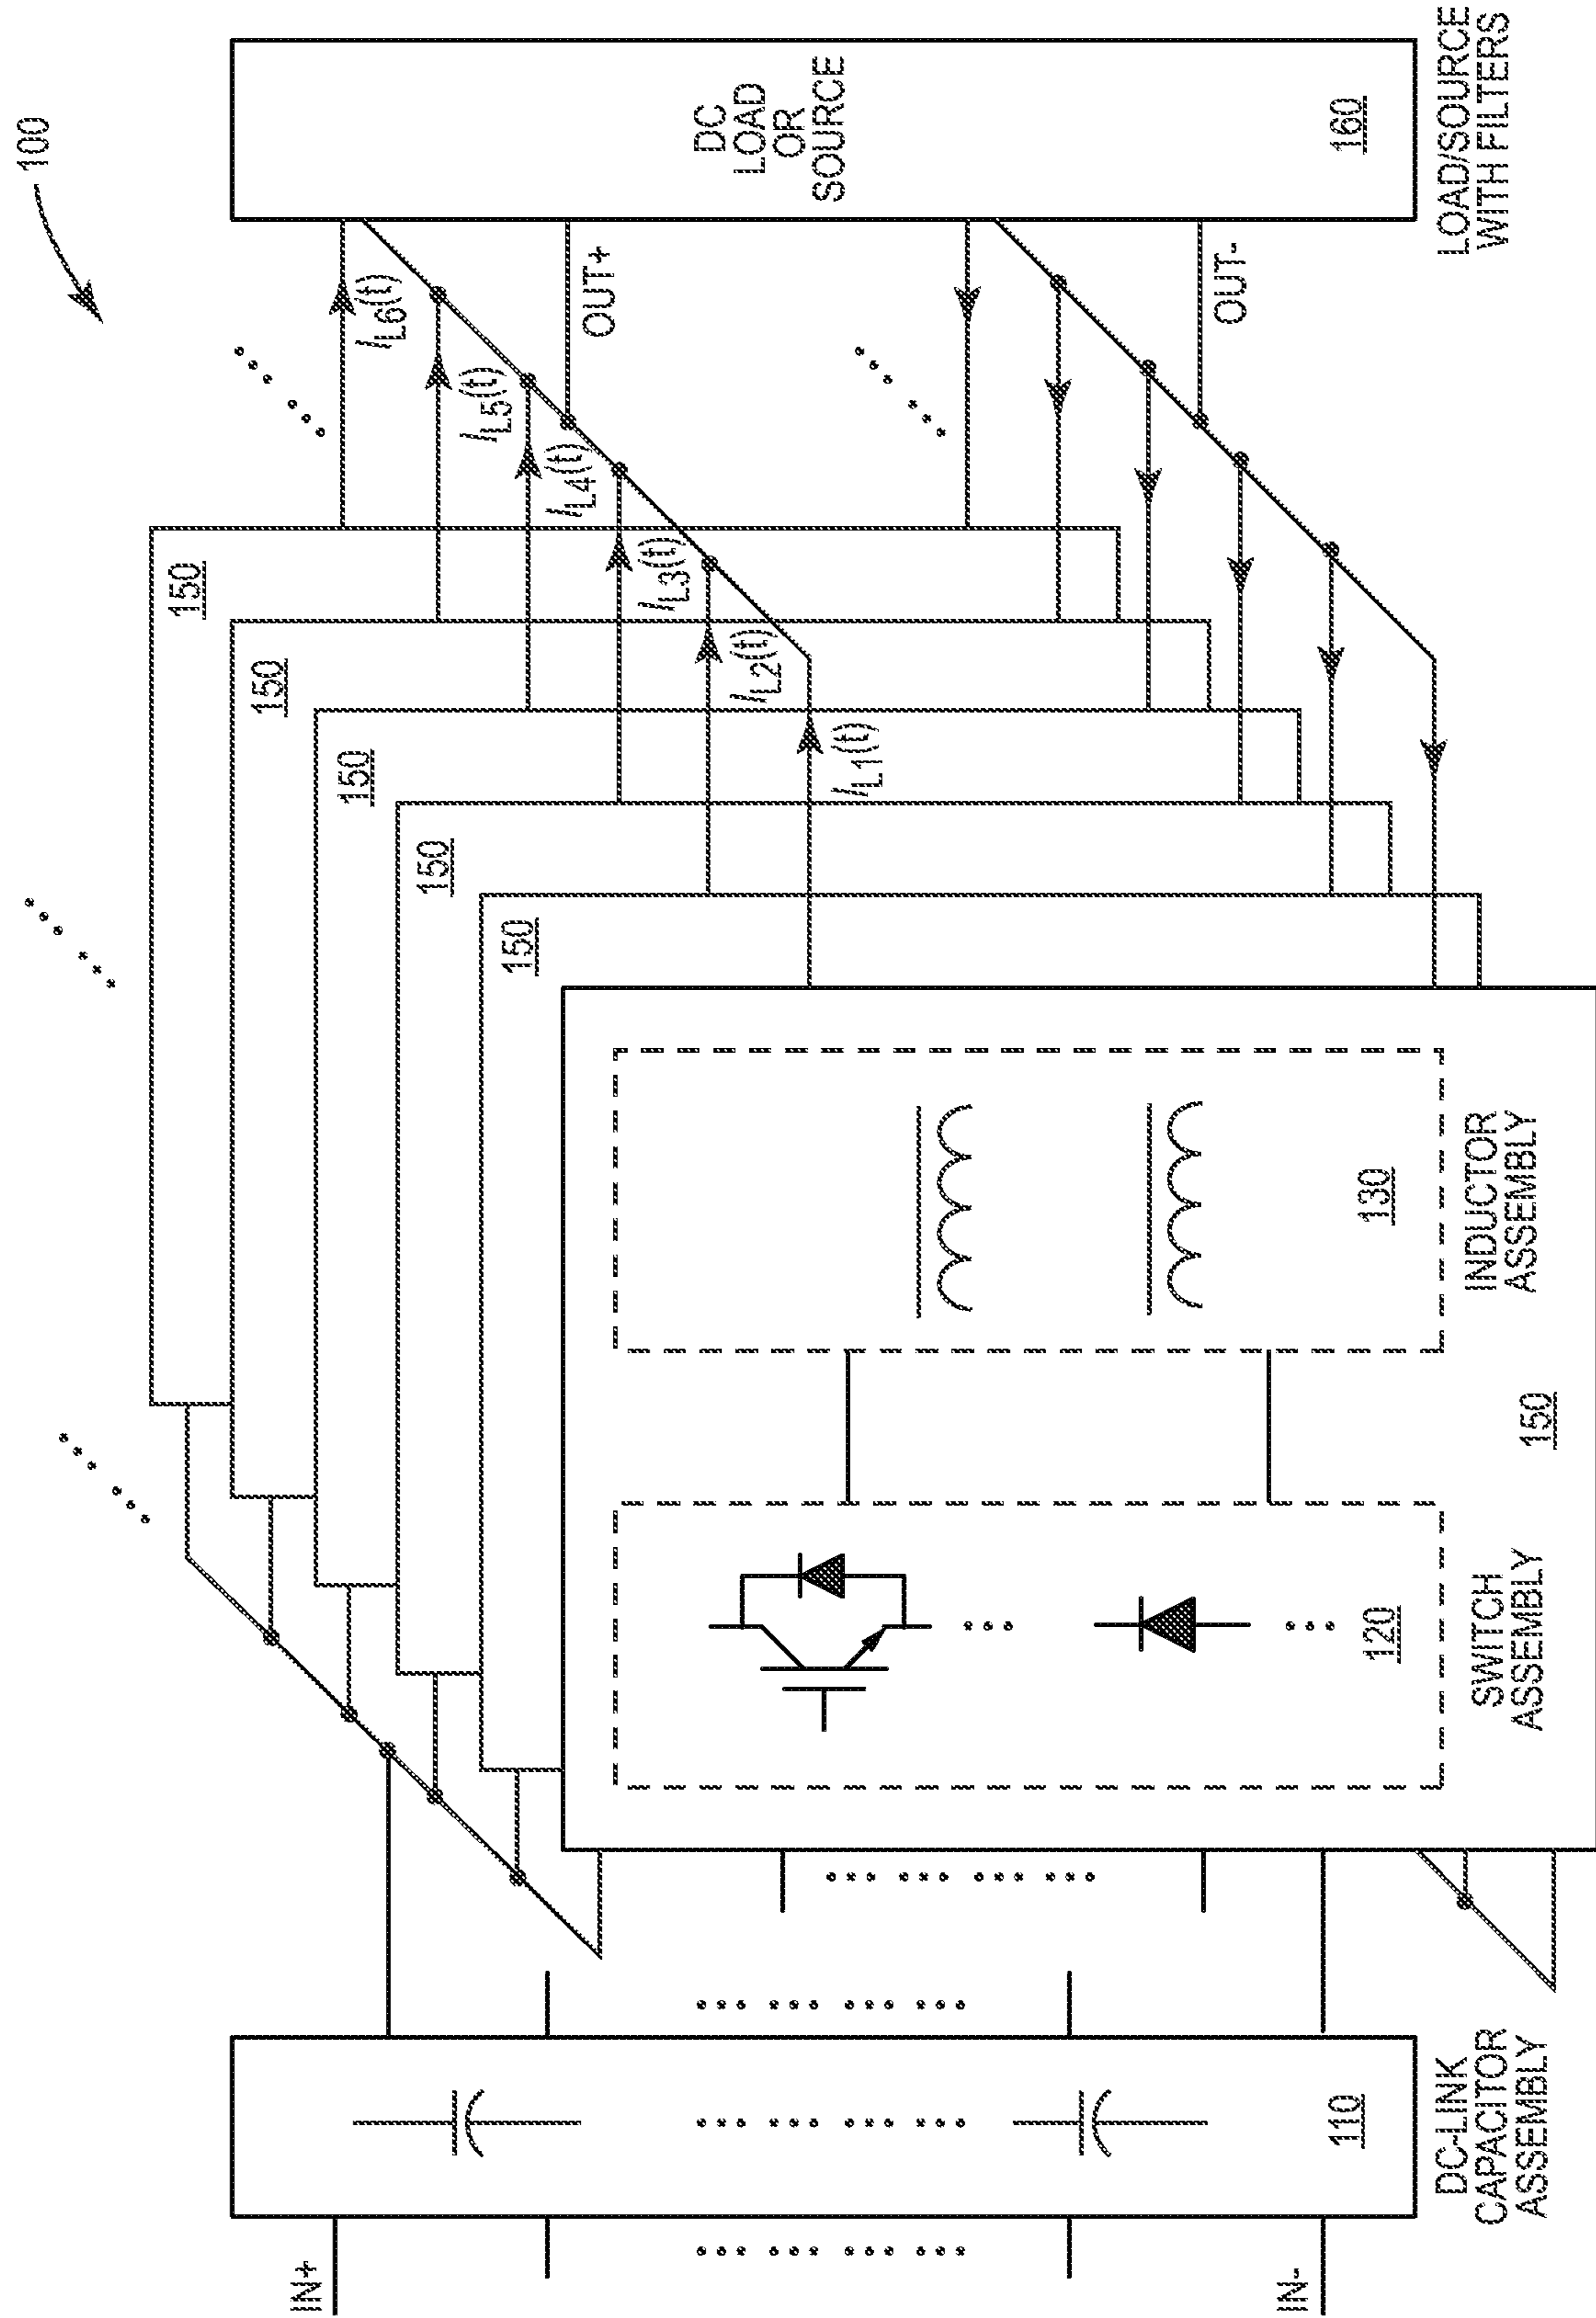 100
150
150
150
150
150
I_L6(t)
I_L5(t)
I_L4(t)
I_L3(t)
I_L2(t)
I_L1(t)
OUT+
OUT-
DC
LOAD
OR
SOURCE
160
LOAD/SOURCE
WITH FILTERS
IN+
IN-
110
DC-LINK
CAPACITOR
ASSEMBLY
120
SWITCH
ASSEMBLY
150
130
INDUCTOR
ASSEMBLY